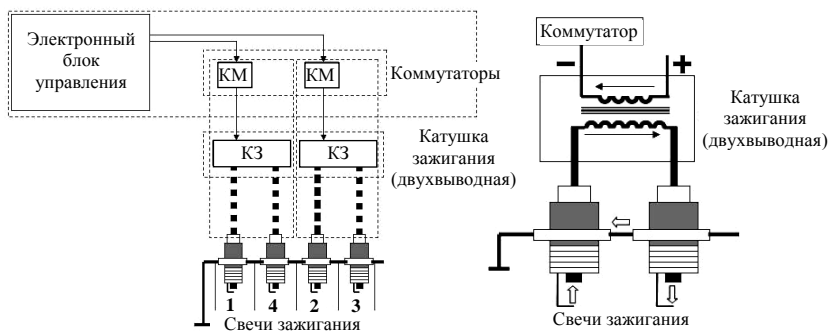 Электронный
блок
управления
КМ
КМ
Коммутаторы
КЗ
КЗ
Катушка
зажигания
(двухвыводная)
1 4 2 3
Свечи зажигания
Коммутатор
– +
Катушка
зажигания
(двухвыводная)
Свечи зажигания